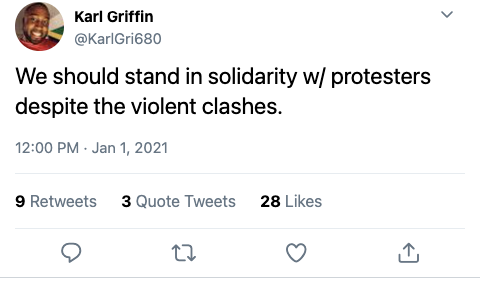 Karl Griffin
@KarlGri680
We should stand in solidarity w/ protesters
despite the violent clashes.
12:00 PM · Jan 1, 2021
9 Retweets 3 Quote Tweets 28 Likes